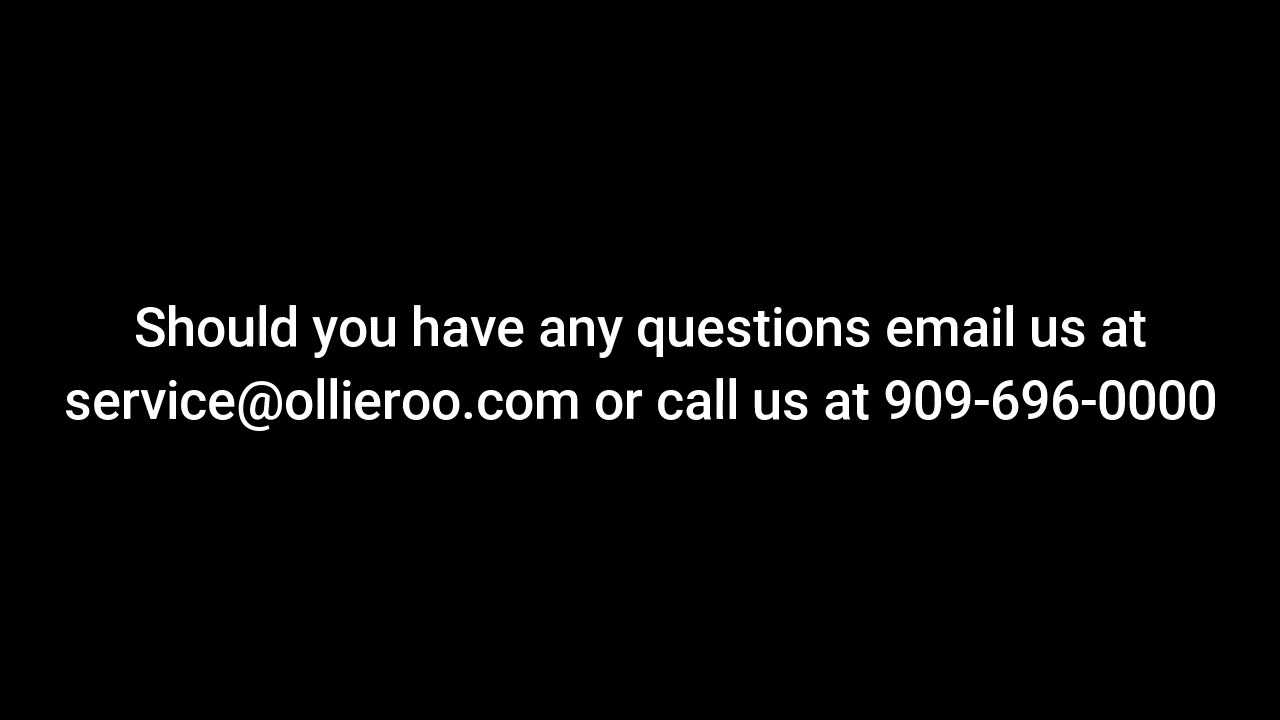 Should you have any questions email us at
service@ollieroo.com or call us at 909-696-0000